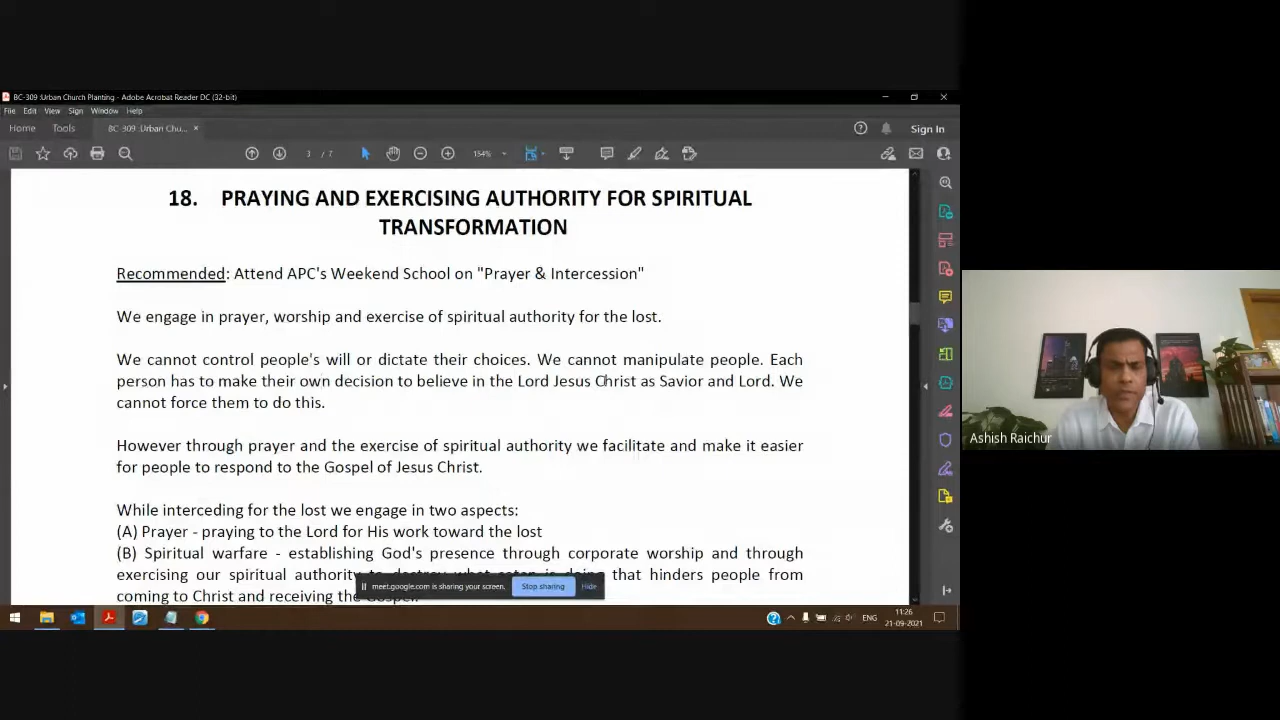 BC-309 :Urban Church Planting - Adobe Acrobat Reader DC (32-bit)
File Edit View Sign Window Help
Home Tools BC-309 :Urban Chu... × Sign In
3 / 7 154%
18. PRAYING AND EXERCISING AUTHORITY FOR SPIRITUAL
TRANSFORMATION
Recommended: Attend APC's Weekend School on "Prayer & Intercession"
We engage in prayer, worship and exercise of spiritual authority for the lost.
We cannot control people's will or dictate their choices. We cannot manipulate people. Each
person has to make their own decision to believe in the Lord Jesus Christ as Savior and Lord. We
cannot force them to do this.
However through prayer and the exercise of spiritual authority we facilitate and make it easier
for people to respond to the Gospel of Jesus Christ.
While interceding for the lost we engage in two aspects:
(A) Prayer - praying to the Lord for His work toward the lost
(B) Spiritual warfare - establishing God's presence through corporate worship and through
exercising our spiritual authority to destroy what satan is doing that hinders people from
coming to Christ and receiving the Gospel.
meet.google.com is sharing your screen. Stop sharing Hide
Ashish Raichur
ENG
11:26
21-09-2021